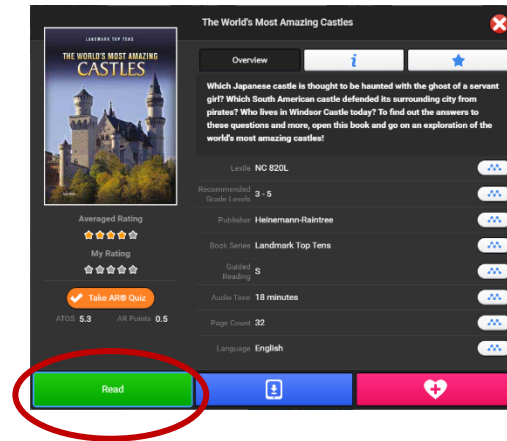 The World's Most Amazing Castles
LANDMARK TOP TENS
THE WORLD'S MOST AMAZING
CASTLES
Averaged Rating
My Rating
Take AR® Quiz
ATOS 5.3 AR Points 0.5
Overview
Which Japanese castle is thought to be haunted with the ghost of a servant
girl? Which South American castle defended its surrounding city from
pirates? Who lives in Windsor Castle today? To find out the answers to
these questions and more, open this book and go on an exploration of the
world's most amazing castles!
Lexile NC 820L
Recommended
Grade Levels 3 - 5
Publisher Heinemann-Raintree
Book Series Landmark Top Tens
Guided
Reading S
Audio Time 18 minutes
Page Count 32
Language English
Read